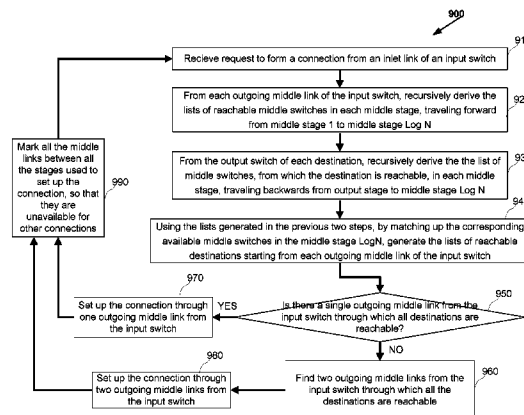 900
91
Recieve request to form a connection from an inlet link of an input switch
92
From each outgoing middle link of the input switch, recursively derive the
lists of reachable middle switches in each middle stage, traveling forward
from middle stage 1 to middle stage Log N
93
From the output switch of each destination, recursively derive the the list of
middle switches, from which the destination is reachable, in each middle
stage, traveling backwards from output stage to middle stage Log N
94
Using the lists generated in the previous two steps, by matching up the corresponding
available middle switches in the middle stage LogN, generate the lists of reachable
destinations starting from each outgoing middle link of the input switch
990
Mark all the middle
links between all
the stages used to
set up the
connection, so that
they are
unavailable for
other connections
970
Set up the connection through
one outgoing middle link from
the input switch
YES
950
Is there a single outgoing middle link from the
input switch through which all destinations are
reachable?
NO
980
Set up the connection through
two outgoing middle links from
the input switch
960
Find two outgoing middle links from the
input switch through which all the
destinations are reachable